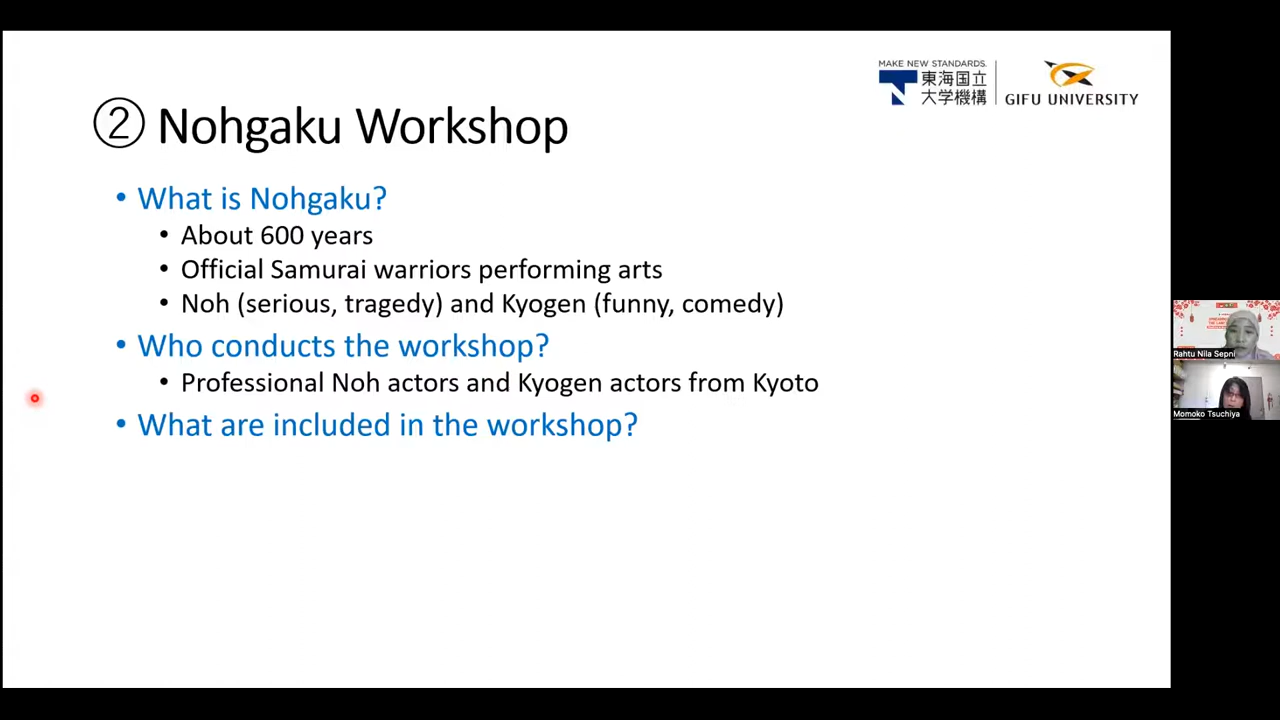 MAKE NEW STANDARDS.
東海国立
大学機構
GIFU UNIVERSITY
② Nohgaku Workshop
• What is Nohgaku?
• About 600 years
• Official Samurai warriors performing arts
• Noh (serious, tragedy) and Kyogen (funny, comedy)
• Who conducts the workshop?
• Professional Noh actors and Kyogen actors from Kyoto
• What are included in the workshop?
Rahtu Nila Sepni
Momoko Tsuchiya